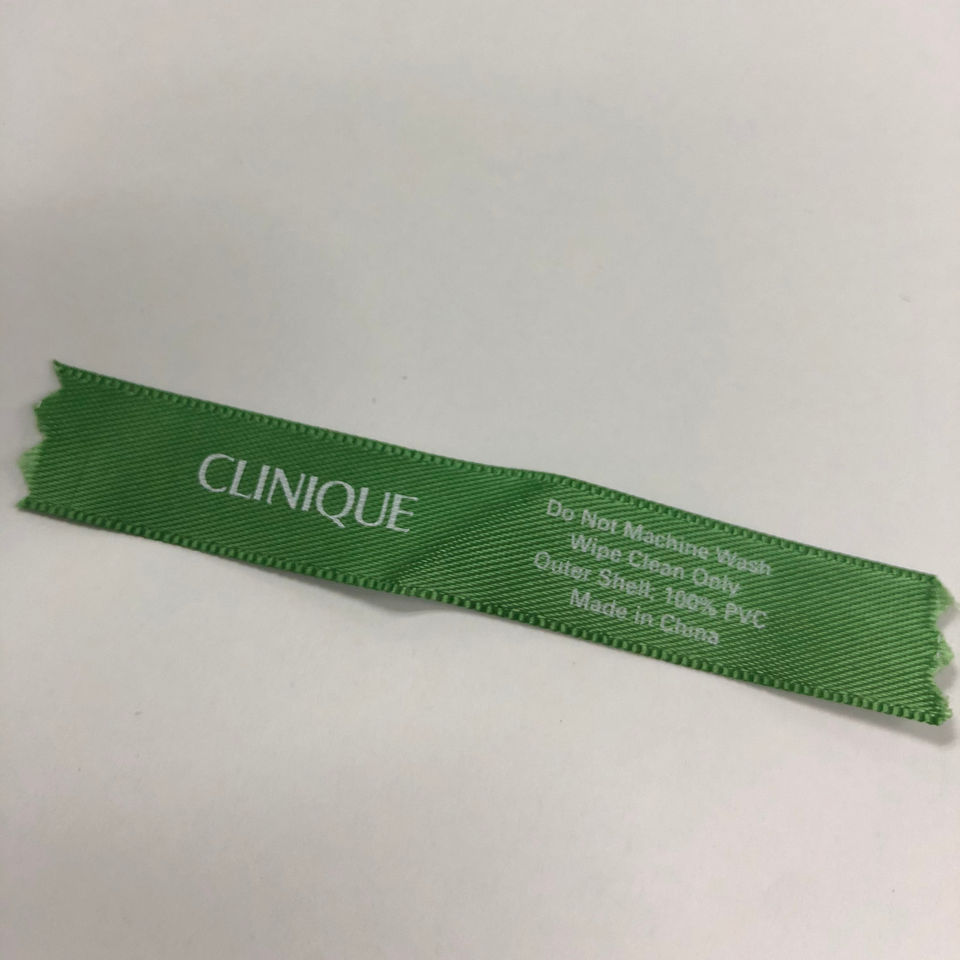 CLINIQUE
Do Not Machine Wash
Wipe Clean Only
Outer Shell: 100% PVC
Made in China